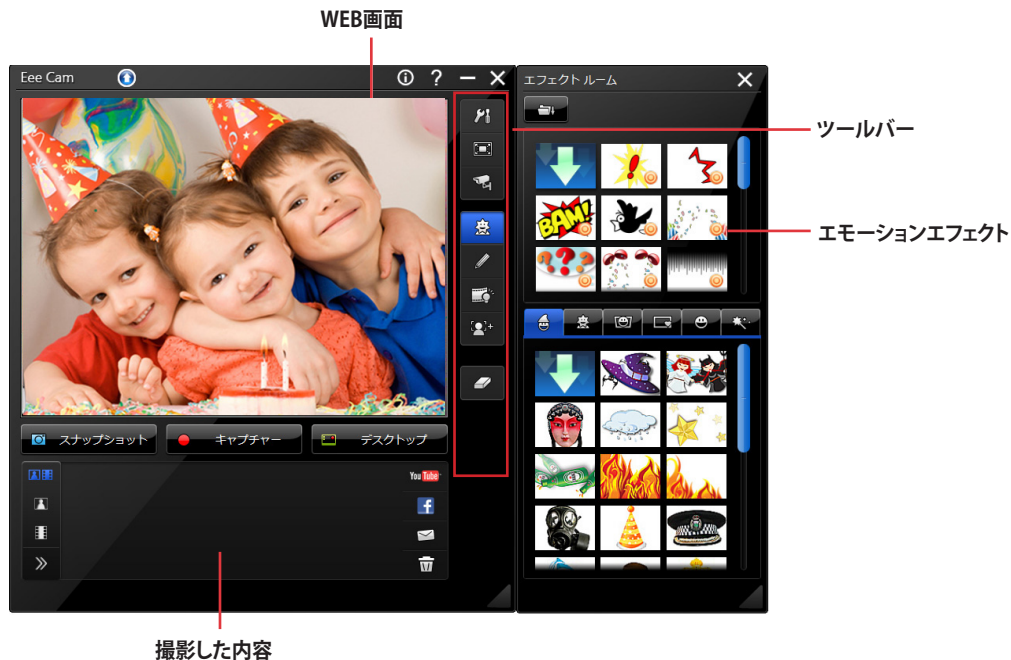 WEB画面
Eee Cam
エフェクト ルーム
ツールバー
BAM!
エモーションエフェクト
スナップショット
キャプチャー
デスクトップ
YouTube
撮影した内容